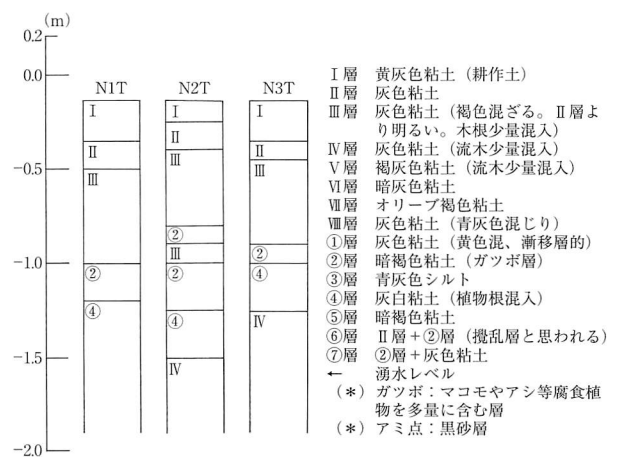 (m)
0.2
0.0
-0.5
-1.0
-1.5
-2.0
N1T
Ⅰ
Ⅱ
Ⅲ
②
④
N2T
Ⅰ
Ⅱ
Ⅲ
②
Ⅲ
②
④
Ⅳ
N3T
Ⅰ
Ⅱ
Ⅲ
②
④
Ⅳ
Ⅰ層 黄灰色粘土（耕作土）
Ⅱ層 灰色粘土
Ⅲ層 灰色粘土（褐色混ざる。Ⅱ層よ
り明るい。木根少量混入）
Ⅳ層 灰色粘土（流木少量混入）
Ⅴ層 褐灰色粘土（流木少量混入）
Ⅵ層 暗灰色粘土
Ⅶ層 オリーブ褐色粘土
Ⅷ層 灰色粘土（青灰色混じり）
①層 灰色粘土（黄色混、漸移層的）
②層 暗褐色粘土（ガツボ層）
③層 青灰色シルト
④層 灰白粘土（植物根混入）
⑤層 暗褐色粘土
⑥層 Ⅱ層＋②層（攪乱層と思われる）
⑦層 ②層＋灰色粘土
← 湧水レベル
（＊）ガツボ：マコモやアシ等腐食植
物を多量に含む層
（＊）アミ点：黒砂層